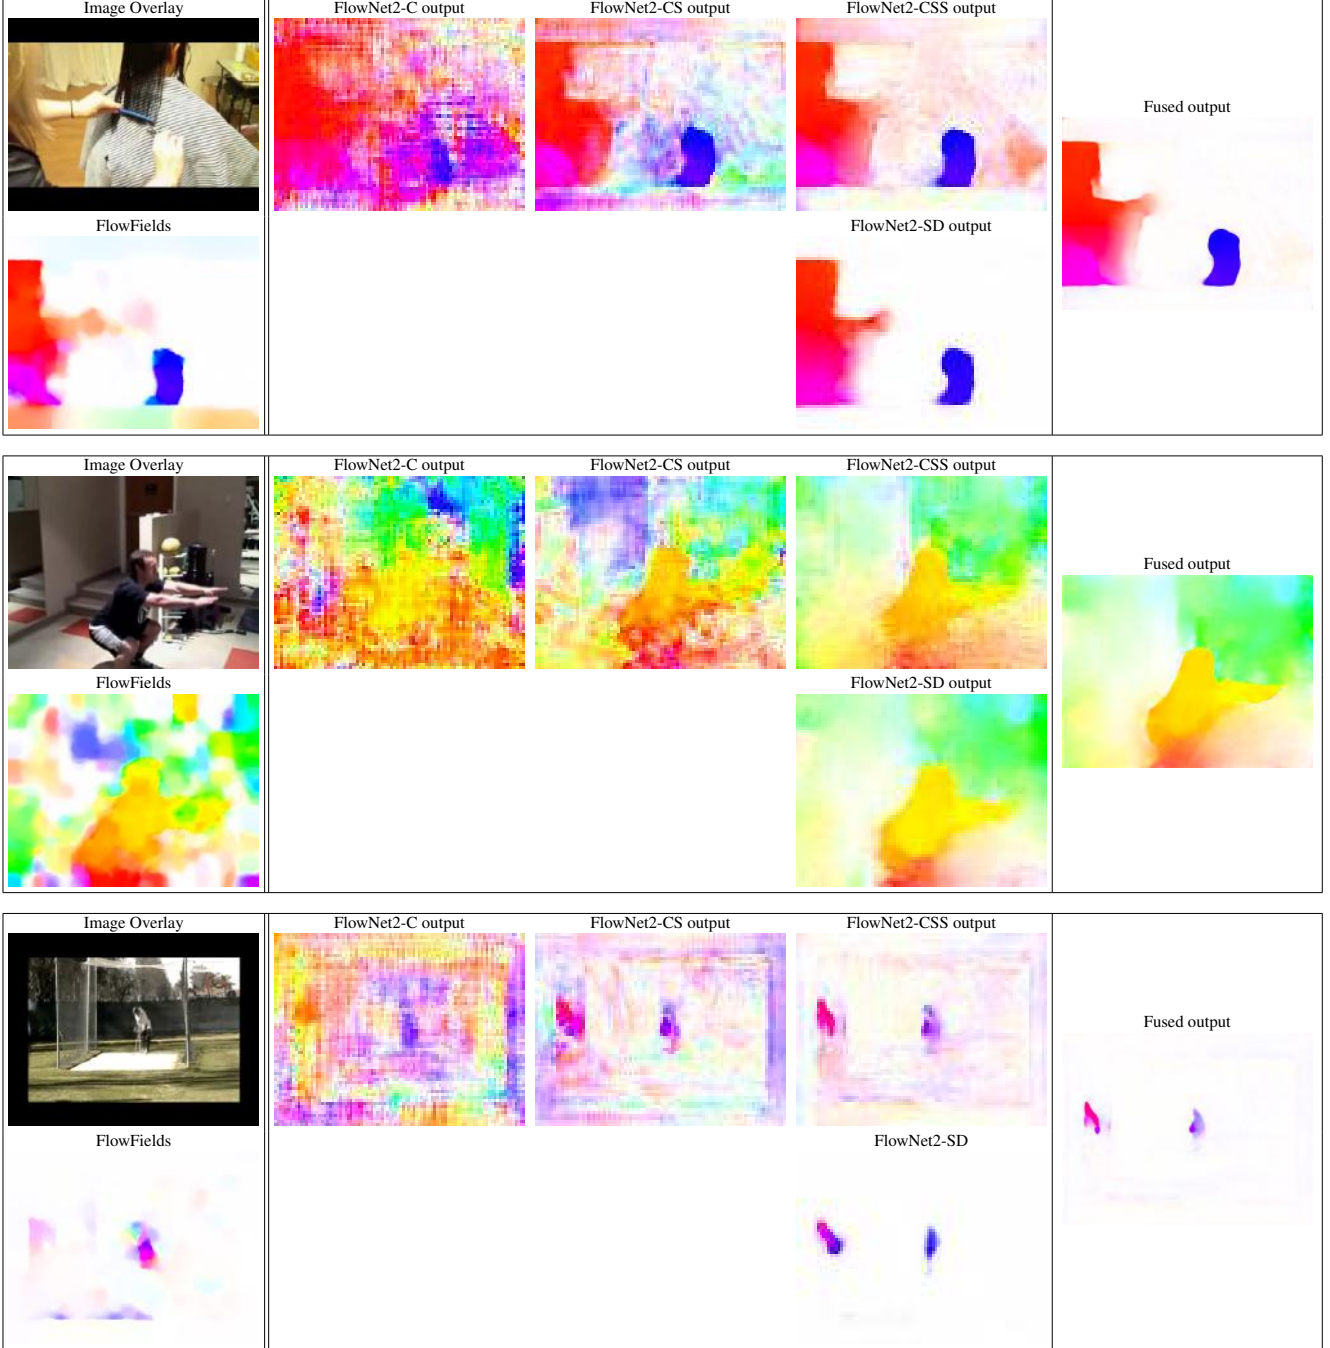 Image Overlay FlowNet2-C output FlowNet2-CS output FlowNet2-CSS output
Fused output
FlowFields FlowNet2-SD output
Image Overlay FlowNet2-C output FlowNet2-CS output FlowNet2-CSS output
Fused output
FlowFields FlowNet2-SD output
Image Overlay FlowNet2-C output FlowNet2-CS output FlowNet2-CSS output
Fused output
FlowFields FlowNet2-SD